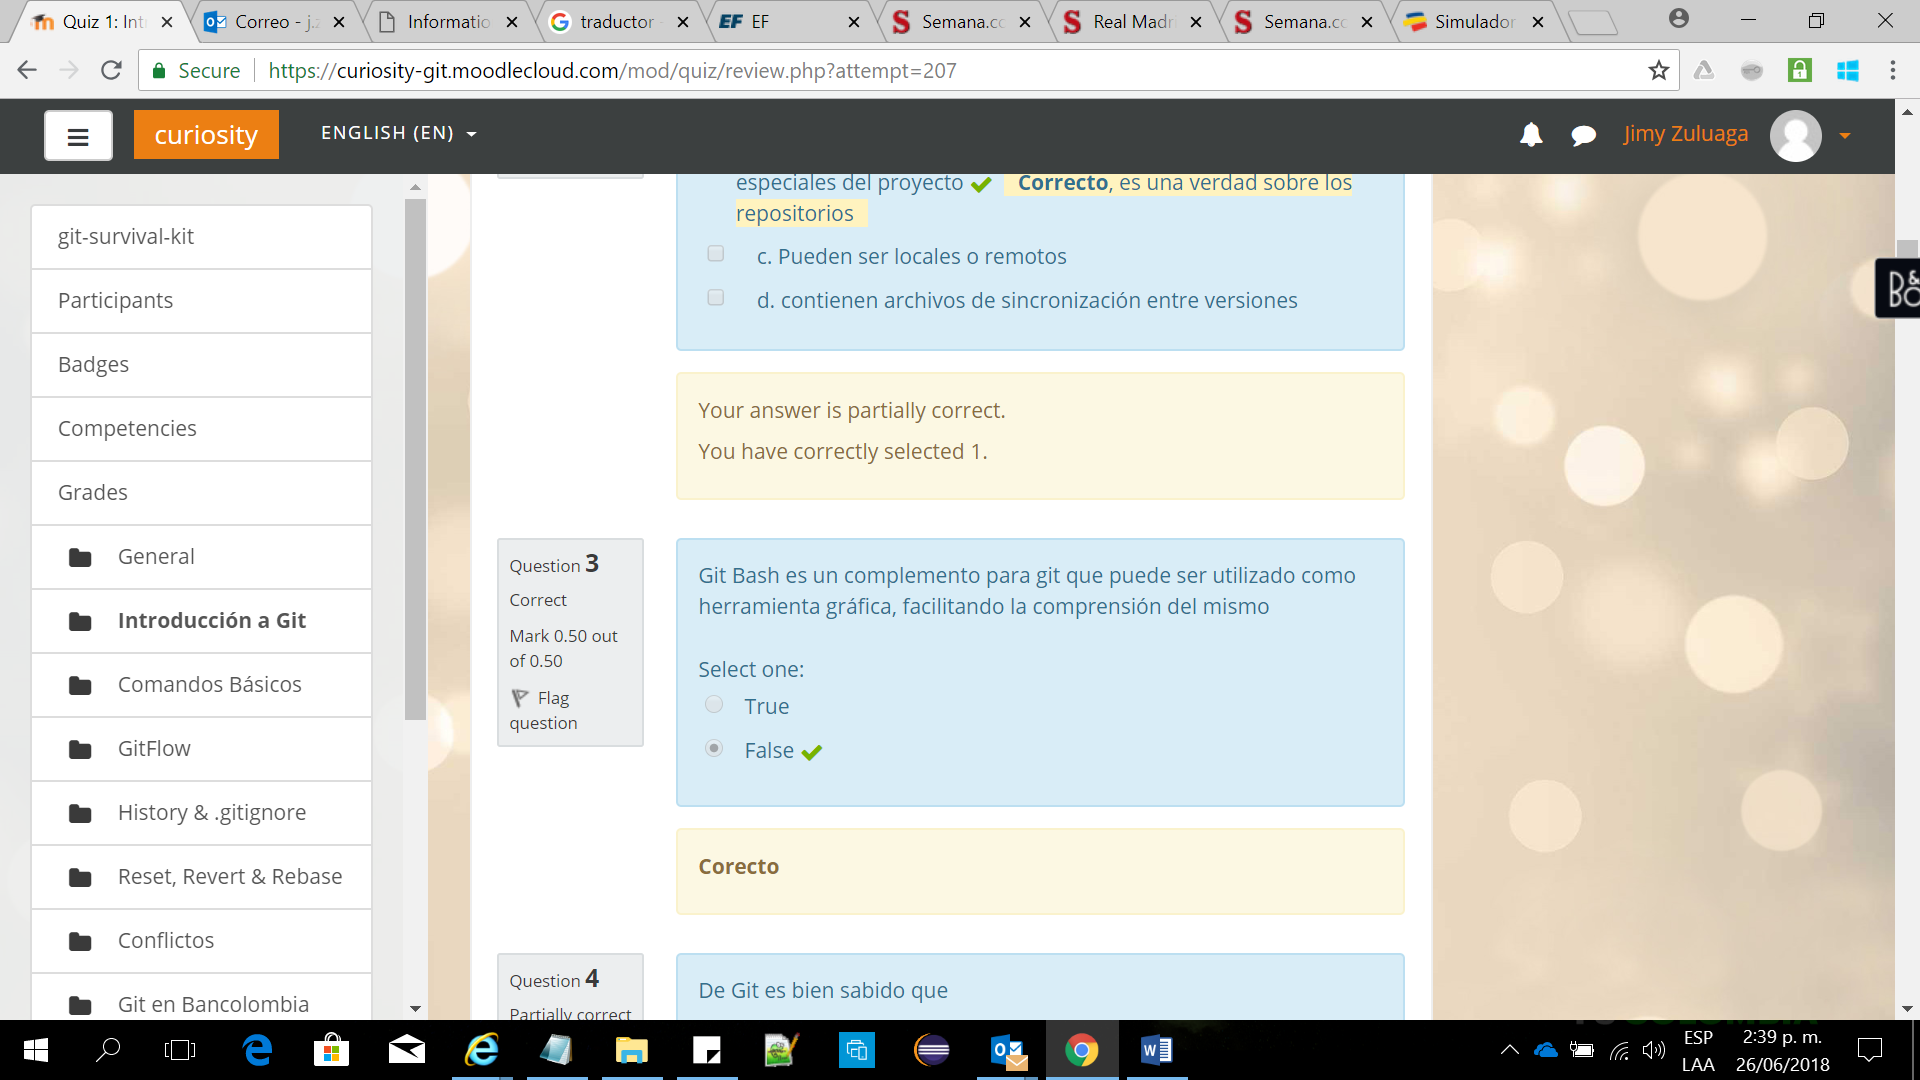 Quiz 1: Int
Correo - j.z
Informatio
traductor
EF EF
Semana.co
Real Madr
Semana.co
Simulador
Secure
https://curiosity-git.moodlecloud.com/mod/quiz/review.php?attempt=207
curiosity
ENGLISH (EN)
Jimy Zuluaga
git-survival-kit
Participants
Badges
Competencies
Grades
General
Introducción a Git
Comandos Básicos
GitFlow
History & .gitignore
Reset, Revert & Rebase
Conflictos
Git en Bancolombia
especiales del proyecto Correcto, es una verdad sobre los
repositorios
c. Pueden ser locales o remotos
d. contienen archivos de sincronización entre versiones
Your answer is partially correct.
You have correctly selected 1.
Question 3
Correct
Mark 0.50 out
of 0.50
Flag
question
Git Bash es un complemento para git que puede ser utilizado como
herramienta gráfica, facilitando la comprensión del mismo
Select one:
True
False
Corecto
Question 4
Partially correct
De Git es bien sabido que
B&
BO
ESP
LAA
2:39 p. m.
26/06/2018